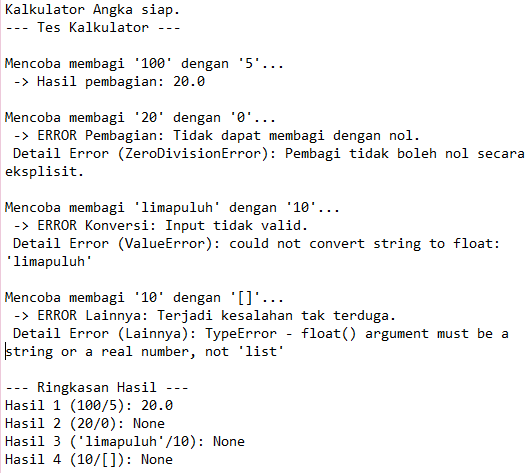 Kalkulator Angka siap.
--- Tes Kalkulator ---

Mencoba membagi '100' dengan '5'...
 -> Hasil pembagian: 20.0

Mencoba membagi '20' dengan '0'...
 -> ERROR Pembagian: Tidak dapat membagi dengan nol.
 Detail Error (ZeroDivisionError): Pembagi tidak boleh nol secara
eksplisit.

Mencoba membagi 'limapuluh' dengan '10'...
 -> ERROR Konversi: Input tidak valid.
 Detail Error (ValueError): could not convert string to float:
'limapuluh'

Mencoba membagi '10' dengan '[]'...
 -> ERROR Lainnya: Terjadi kesalahan tak terduga.
 Detail Error (Lainnya): TypeError - float() argument must be a
string or a real number, not 'list'

--- Ringkasan Hasil ---
Hasil 1 (100/5): 20.0
Hasil 2 (20/0): None
Hasil 3 ('limapuluh'/10): None
Hasil 4 (10/[]): None